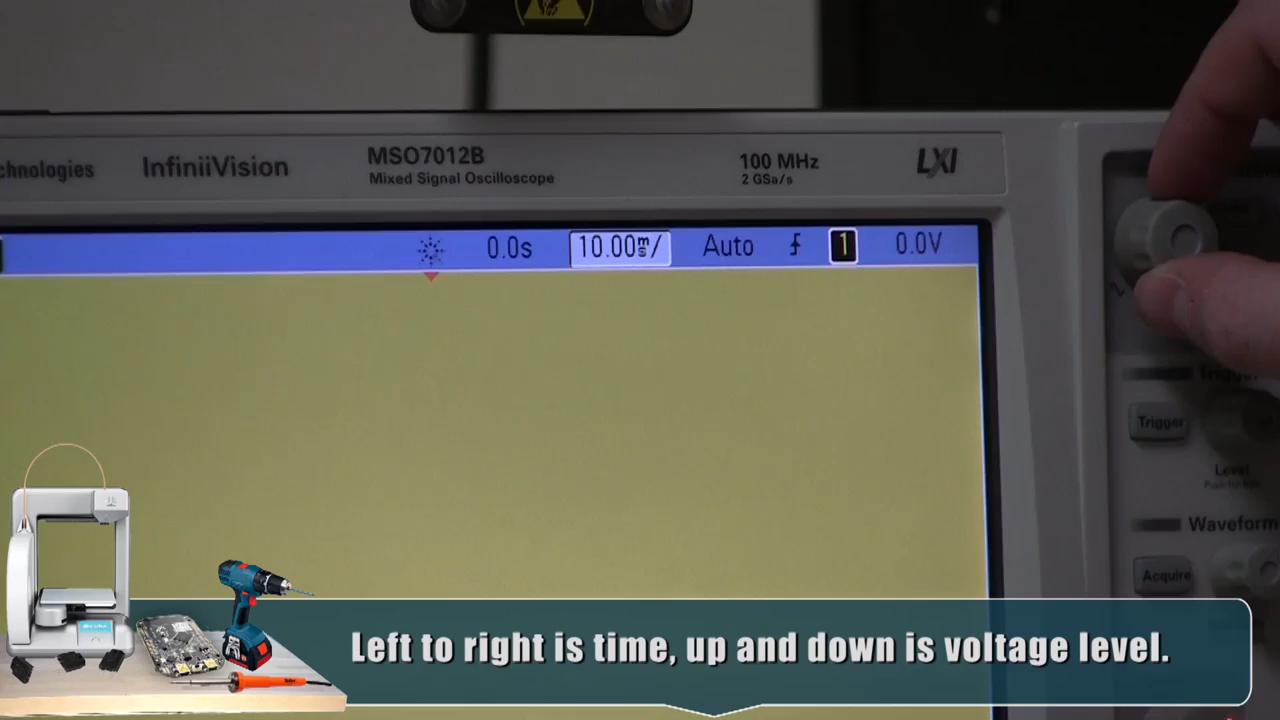 chnologies InfiniiVision MSO7012B 100 MHz LXI
Mixed Signal Oscilloscope 2 GSa/s
0.0s 10.00ms/ Auto 1 0.0V
Trigger
Level
Waveform
Acquire
Left to right is time, up and down is voltage level.